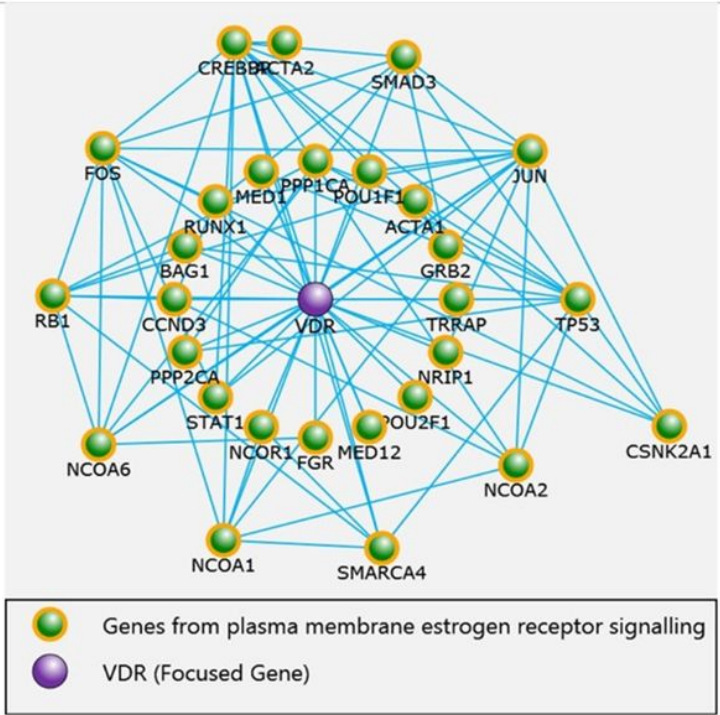 CREBBP
ACTA2
SMAD3
FOS
JUN
PPP1CA
MED1
POU1F1
RUNX1
ACTA1
BAG1
GRB2
RB1
CCND3
VDR
TRRAP
TP53
PPP2CA
NRIP1
STAT1
POU2F1
NCOR1
MED12
FGR
CSNK2A1
NCOA6
NCOA2
NCOA1
SMARCA4
Genes from plasma membrane estrogen receptor signalling
VDR (Focused Gene)